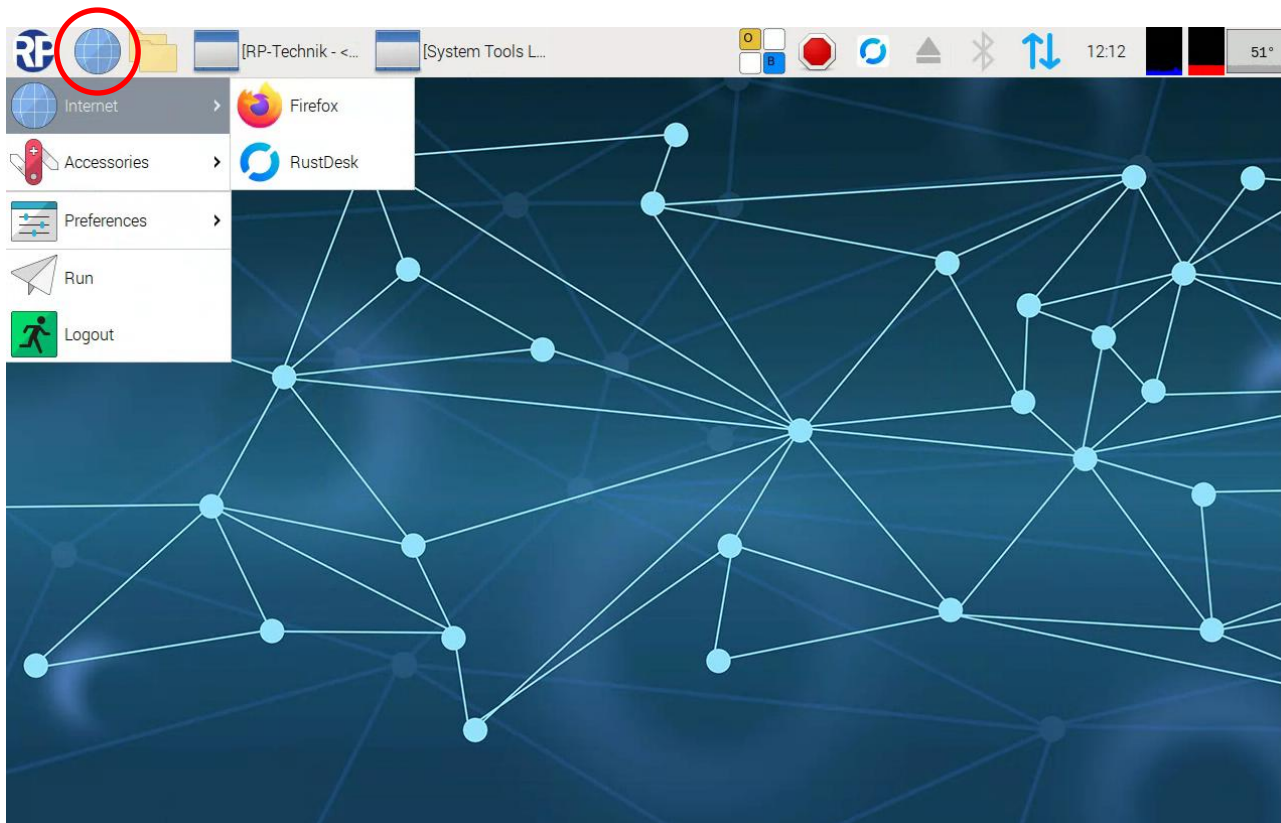 RP [RP-Technik - <... [System Tools L... O B 12:12 51°
Internet Firefox
Accessories RustDesk
Preferences
Run
Logout